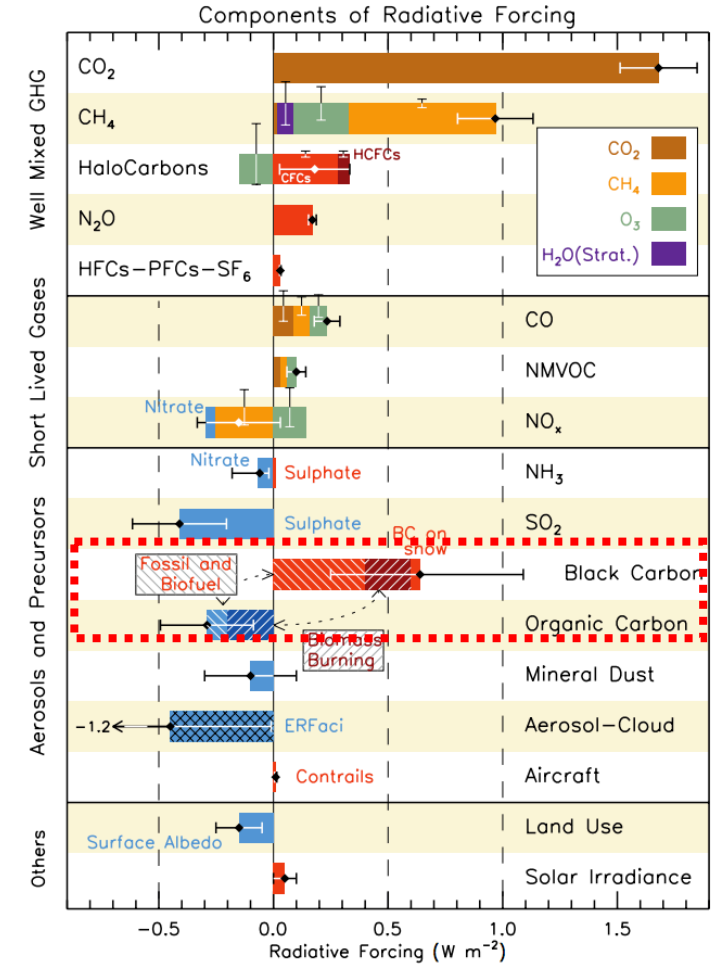 Components of Radiative Forcing
Well Mixed GHG
CO₂
CH₄
HaloCarbons
HCFCs
CFCs
N₂O
HFCs–PFCs–SF₆
CO₂
CH₄
O₃
H₂O(Strat.)
Short Lived Gases
CO
NMVOC
Nitrate
NOₓ
Aerosols and Precursors
Nitrate
Sulphate
NH₃
Sulphate
SO₂
BC on
snow
Fossil and
Biofuel
Black Carbon
Organic Carbon
Biomass
Burning
Mineral Dust
-1.2
ERFaci
Aerosol–Cloud
Contrails
Aircraft
Others
Surface Albedo
Land Use
Solar Irradiance
−0.5 0.0 0.5 1.0 1.5
Radiative Forcing (W m⁻²)